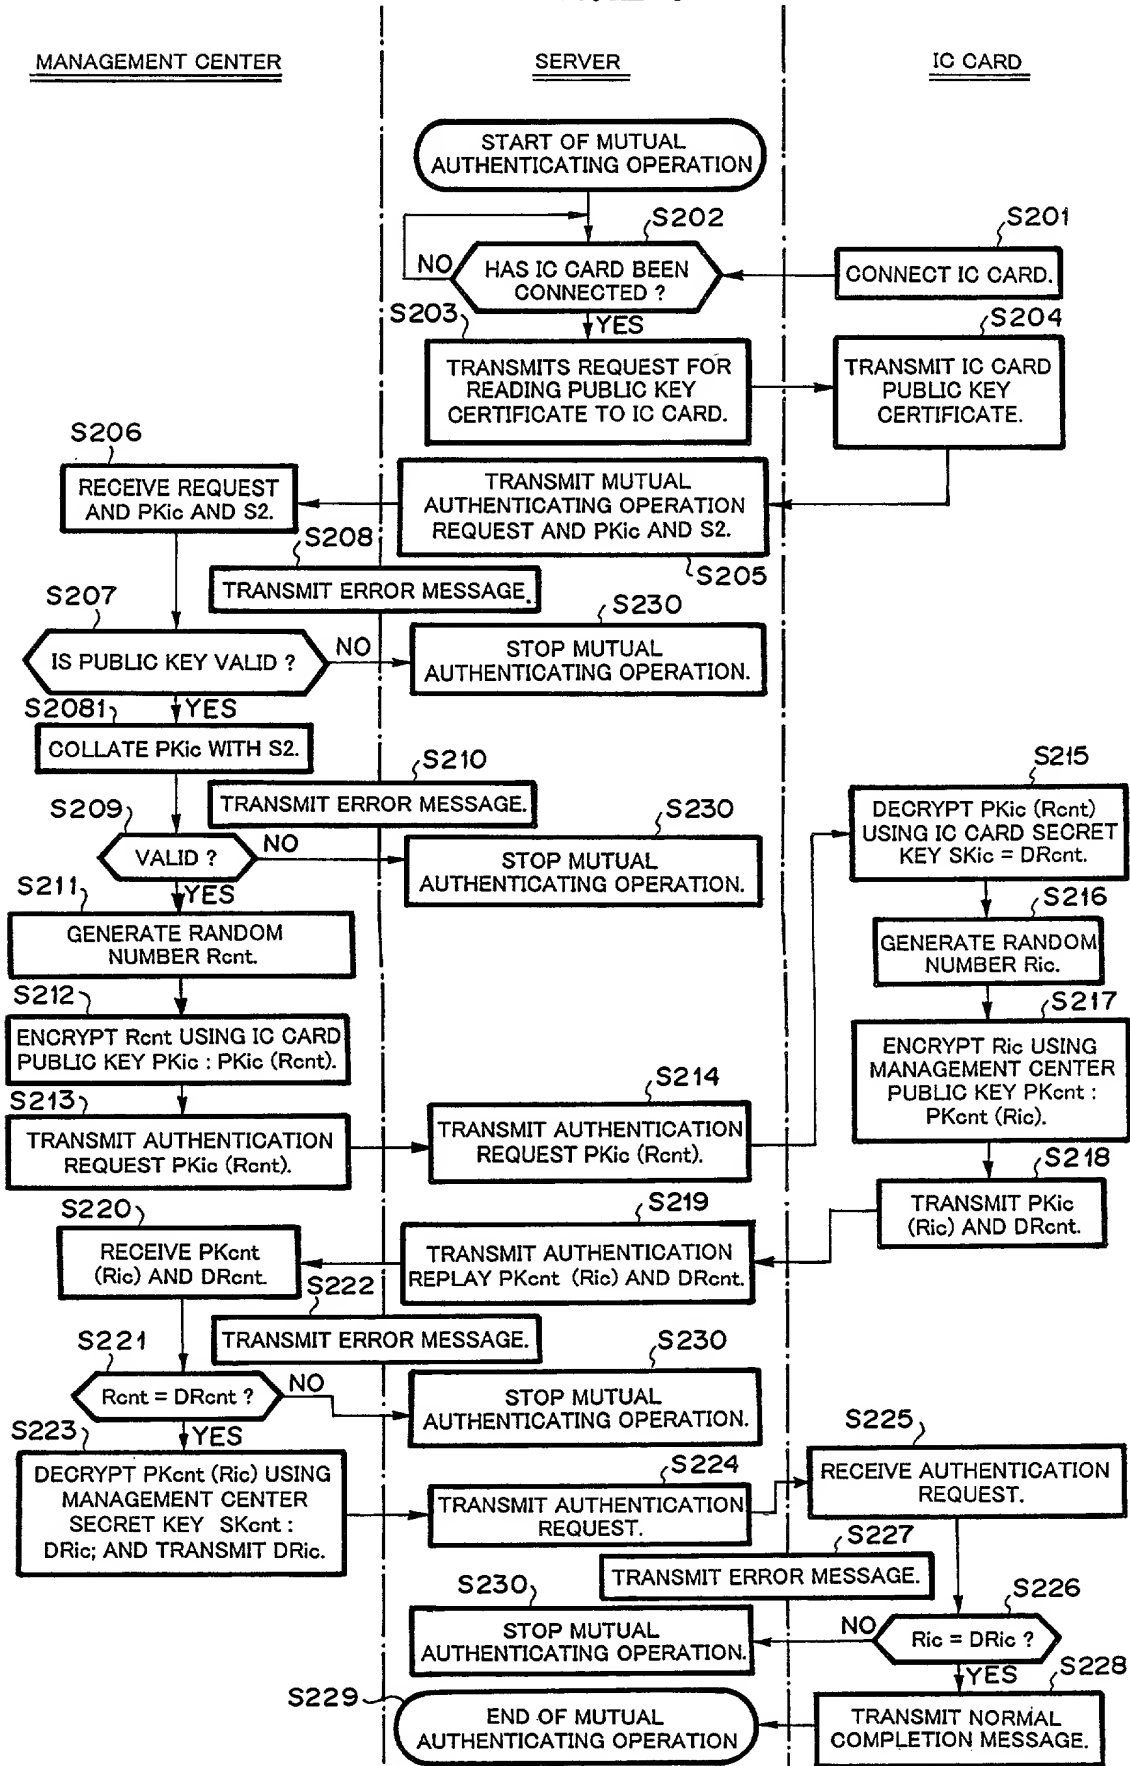 MANAGEMENT CENTER
SERVER
IC CARD
START OF MUTUAL
AUTHENTICATING OPERATION
S202
S201
HAS IC CARD BEEN
CONNECTED ?
NO
CONNECT IC CARD.
S203
YES
S204
TRANSMITS REQUEST FOR
READING PUBLIC KEY
CERTIFICATE TO IC CARD.
TRANSMIT IC CARD
PUBLIC KEY
CERTIFICATE.
S206
RECEIVE REQUEST
AND PKic AND S2.
TRANSMIT MUTUAL
AUTHENTICATING OPERATION
REQUEST AND PKic AND S2.
S205
S208
TRANSMIT ERROR MESSAGE.
S207
IS PUBLIC KEY VALID ?
NO
S230
STOP MUTUAL
AUTHENTICATING OPERATION.
S2081
YES
COLLATE PKic WITH S2.
S210
TRANSMIT ERROR MESSAGE.
S209
VALID ?
NO
S230
STOP MUTUAL
AUTHENTICATING OPERATION.
S215
DECRYPT PKic (Rcnt)
USING IC CARD SECRET
KEY SKic = DRcnt.
S211
YES
GENERATE RANDOM
NUMBER Rcnt.
S216
GENERATE RANDOM
NUMBER Ric.
S212
ENCRYPT Rcnt USING IC CARD
PUBLIC KEY PKic : PKic (Rcnt).
S217
ENCRYPT Ric USING
MANAGEMENT CENTER
PUBLIC KEY PKcnt :
PKcnt (Ric).
S213
TRANSMIT AUTHENTICATION
REQUEST PKic (Rcnt).
S214
TRANSMIT AUTHENTICATION
REQUEST PKic (Rcnt).
S218
TRANSMIT PKic
(Ric) AND DRcnt.
S220
RECEIVE PKcnt
(Ric) AND DRcnt.
S219
TRANSMIT AUTHENTICATION
REPLAY PKcnt (Ric) AND DRcnt.
S222
TRANSMIT ERROR MESSAGE.
S221
Rcnt = DRcnt ?
NO
S230
STOP MUTUAL
AUTHENTICATING OPERATION.
S223
YES
DECRYPT PKcnt (Ric) USING
MANAGEMENT CENTER
SECRET KEY SKcnt :
DRic; AND TRANSMIT DRic.
S224
TRANSMIT AUTHENTICATION
REQUEST.
S225
RECEIVE AUTHENTICATION
REQUEST.
S227
TRANSMIT ERROR MESSAGE.
S230
STOP MUTUAL
AUTHENTICATING OPERATION.
S226
NO
Ric = DRic ?
YES
S228
S229
END OF MUTUAL
AUTHENTICATING OPERATION
TRANSMIT NORMAL
COMPLETION MESSAGE.